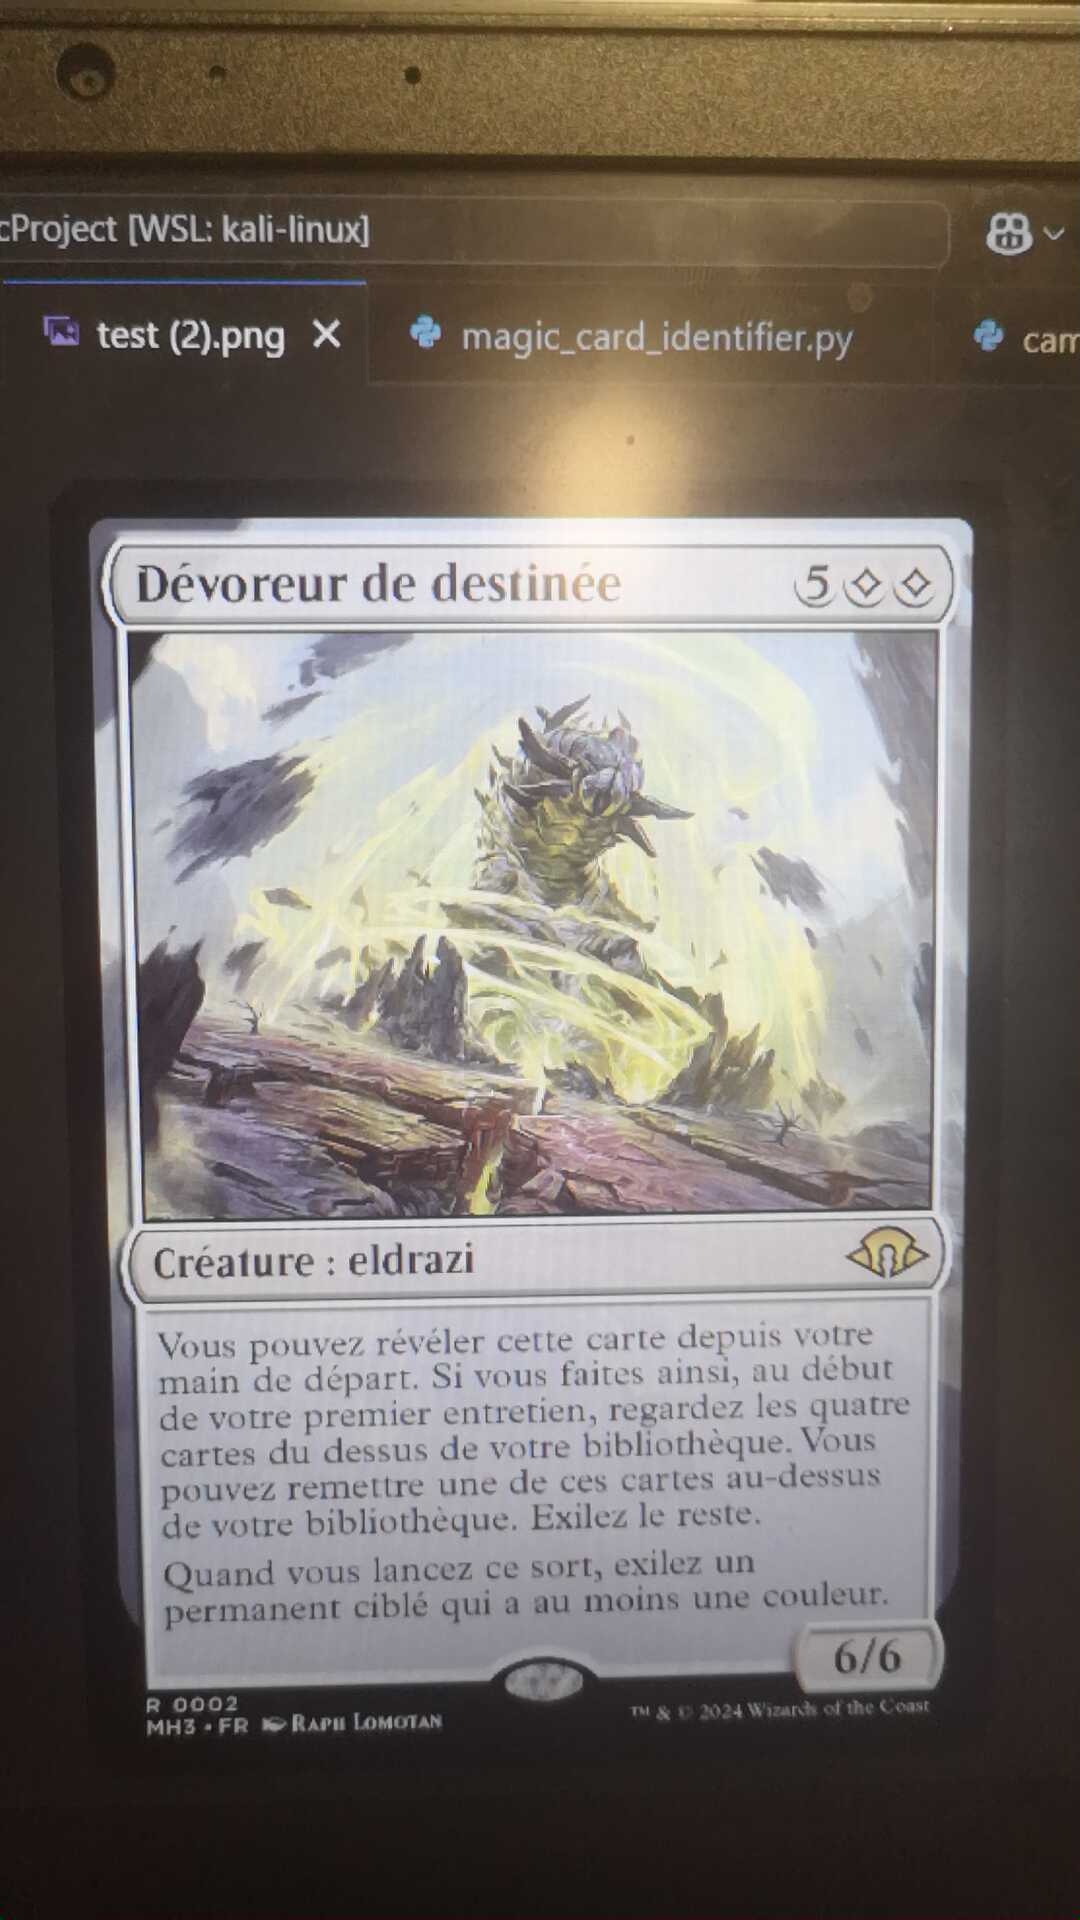 cProject [WSL: kali-linux]
test (2).png
magic_card_identifier.py
cam
Dévoreur de destinée
5
Créature : eldrazi
Vous pouvez révéler cette carte depuis votre
main de départ. Si vous faites ainsi, au début
de votre premier entretien, regardez les quatre
cartes du dessus de votre bibliothèque. Vous
pouvez remettre une de ces cartes au-dessus
de votre bibliothèque. Exilez le reste.
Quand vous lancez ce sort, exilez un
permanent ciblé qui a au moins une couleur.
6/6
R 0002
MH3 • FR Raph Lomotan
™ & © 2024 Wizards of the Coast